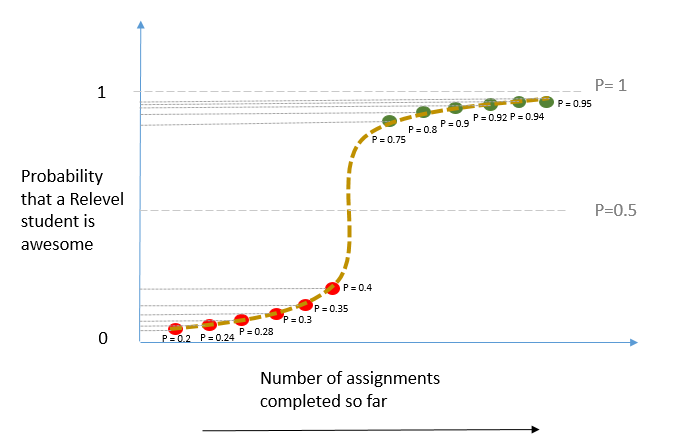 1
P= 1
P = 0.95
P = 0.92
P = 0.94
P = 0.9
P = 0.8
P = 0.75
Probability
that a Relevel
student is
awesome
P=0.5
P = 0.4
P = 0.35
P = 0.3
P = 0.28
P = 0.24
P = 0.2
0
Number of assignments
completed so far